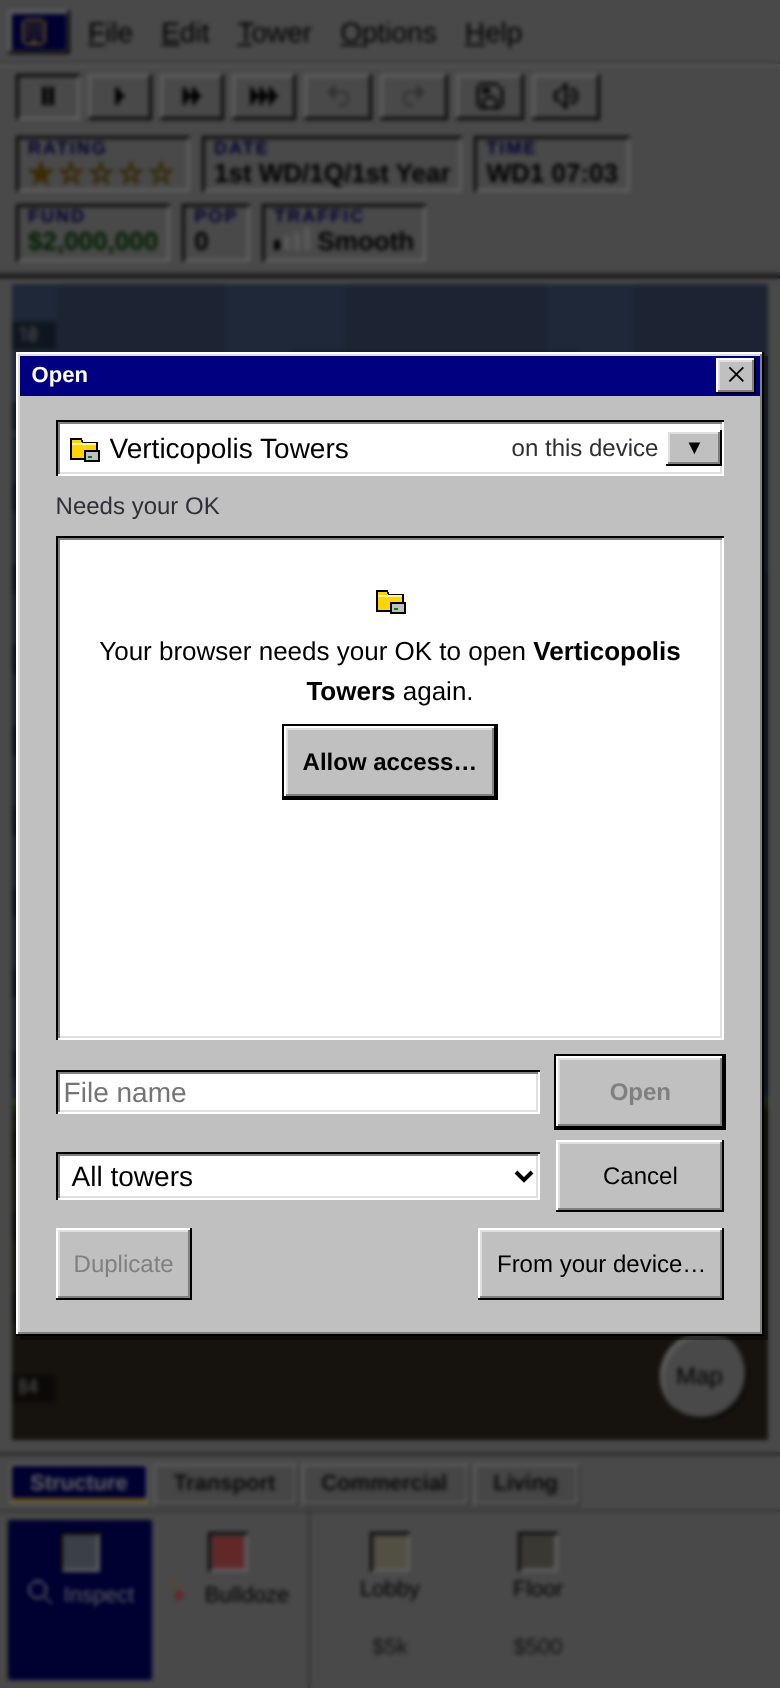 File Edit Tower Options Help
RATING DATE TIME
1st WD/1Q/1st Year WD1 07:03
FUND POP TRAFFIC
$2,000,000 0 Smooth
10
Open
Verticopolis Towers on this device
Needs your OK
Your browser needs your OK to open Verticopolis
Towers again.
Allow access…
File name Open
All towers Cancel
Duplicate From your device…
Map
Structure Transport Commercial Living
Inspect Bulldoze Lobby Floor
$5k $500